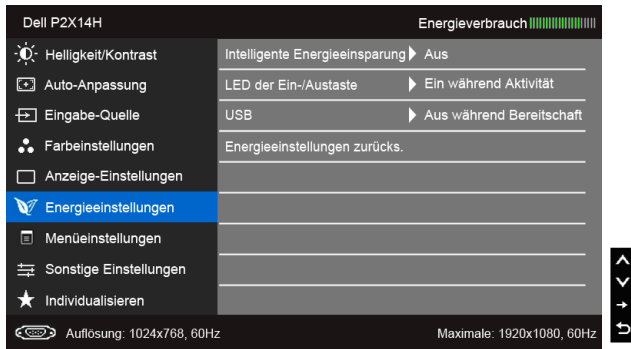 Dell P2X14H Energieverbrauch
Helligkeit/Kontrast Intelligente Energieeinsparung Aus
Auto-Anpassung LED der Ein-/Austaste Ein während Aktivität
Eingabe-Quelle USB Aus während Bereitschaft
Farbeinstellungen Energieeinstellungen zurücks.
Anzeige-Einstellungen
Energieeinstellungen
Menüeinstellungen
Sonstige Einstellungen
Individualisieren
Auflösung: 1024x768, 60Hz Maximale: 1920x1080, 60Hz